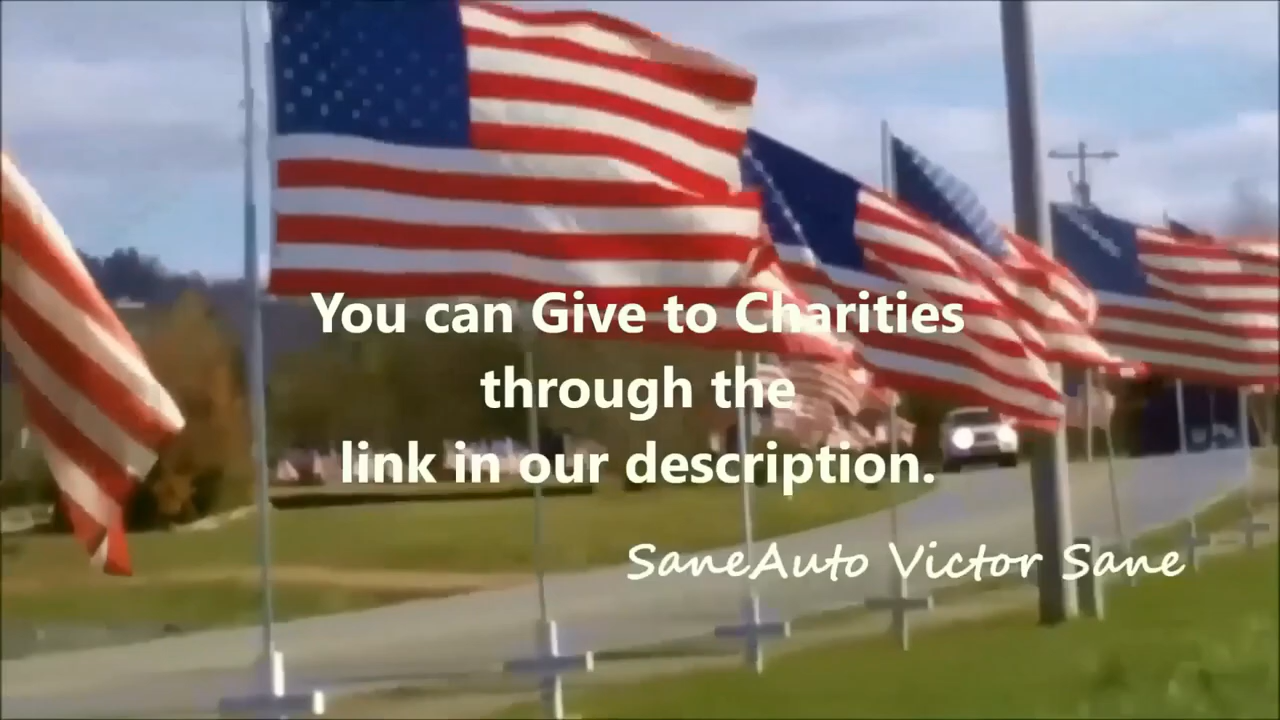 You can Give to Charities
through the
link in our description.
SaneAuto Victor Sane